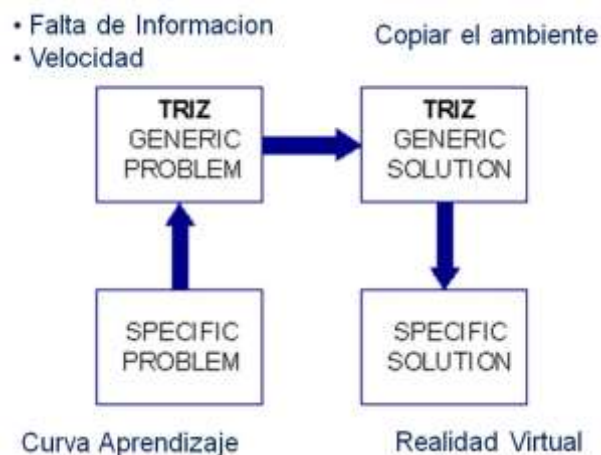 • Falta de Informacion
• Velocidad
Copiar el ambiente
TRIZ
GENERIC
PROBLEM
TRIZ
GENERIC
SOLUTION
SPECIFIC
PROBLEM
SPECIFIC
SOLUTION
Curva Aprendizaje
Realidad Virtual